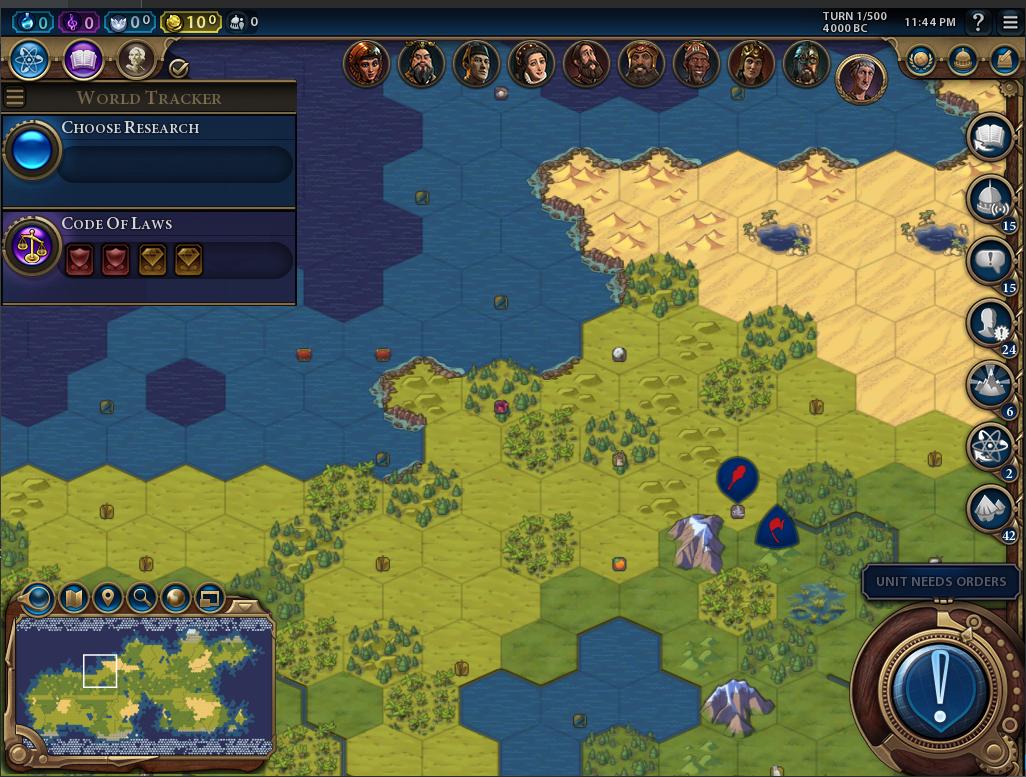 0 0 0⁰ 10⁰ 0
TURN 1/500
4000 BC
11:44 PM ?
WORLD TRACKER
CHOOSE RESEARCH
CODE OF LAWS
15
15
24
6
2
42
UNIT NEEDS ORDERS